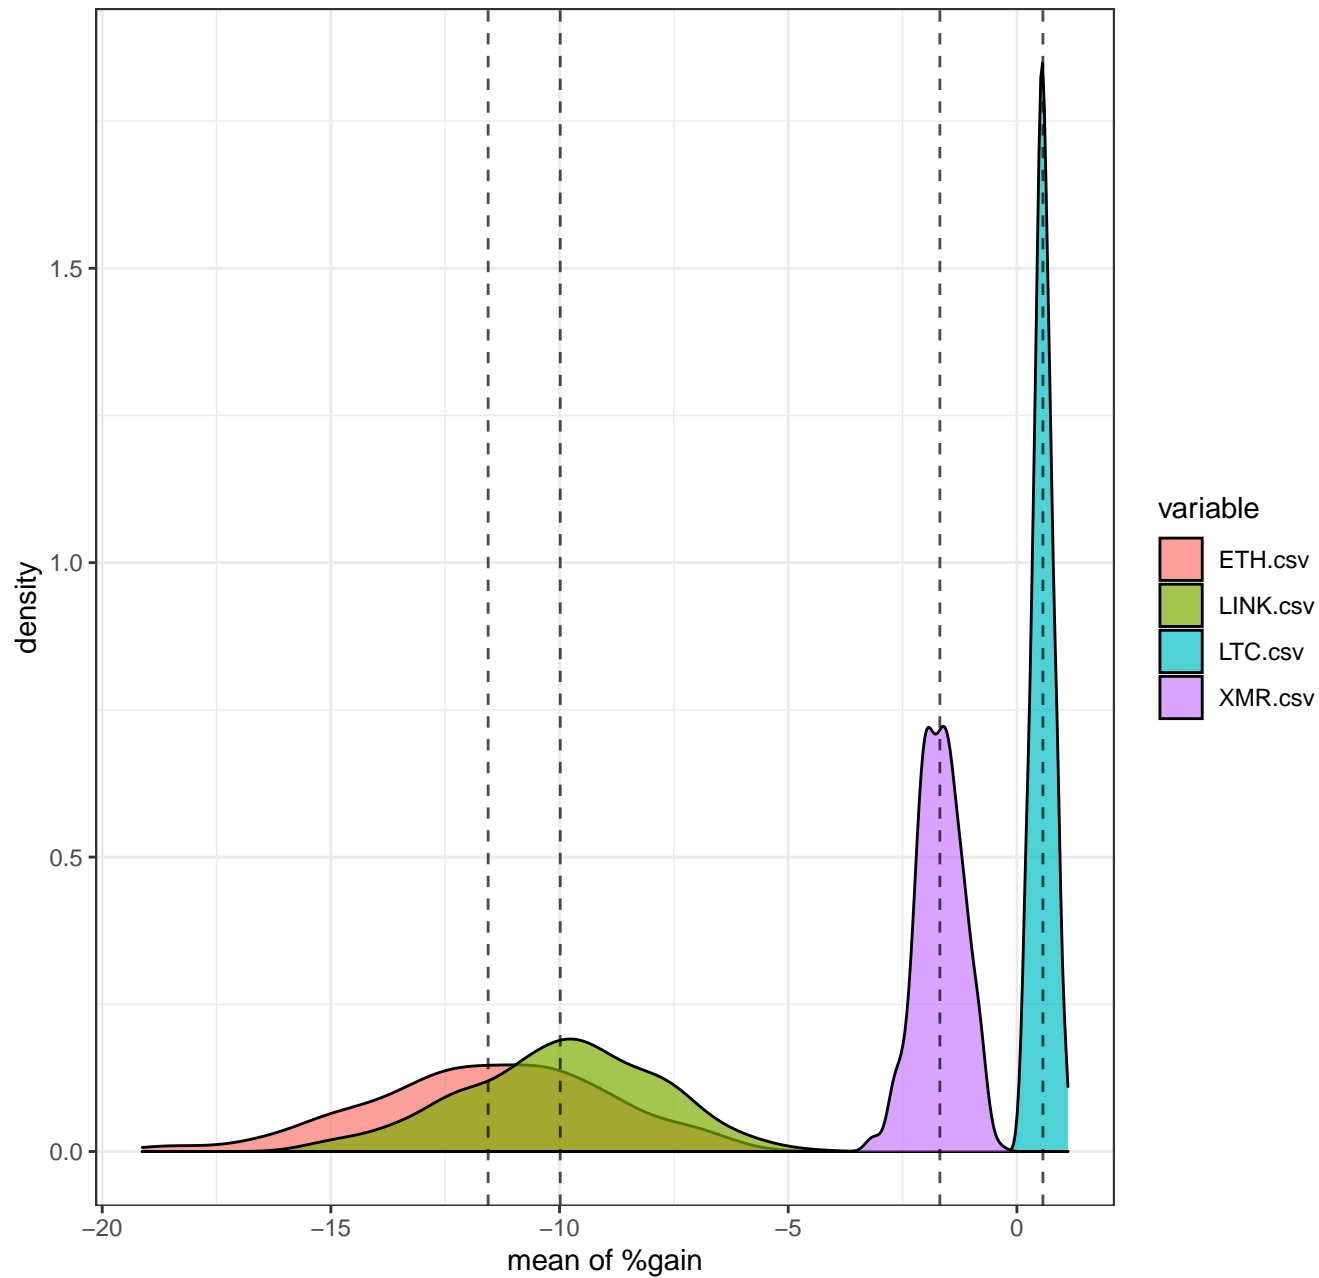 1.5
1.0
0.5
0.0
density
−20
−15
−10
−5
0
mean of %gain
variable
ETH.csv
LINK.csv
LTC.csv
XMR.csv